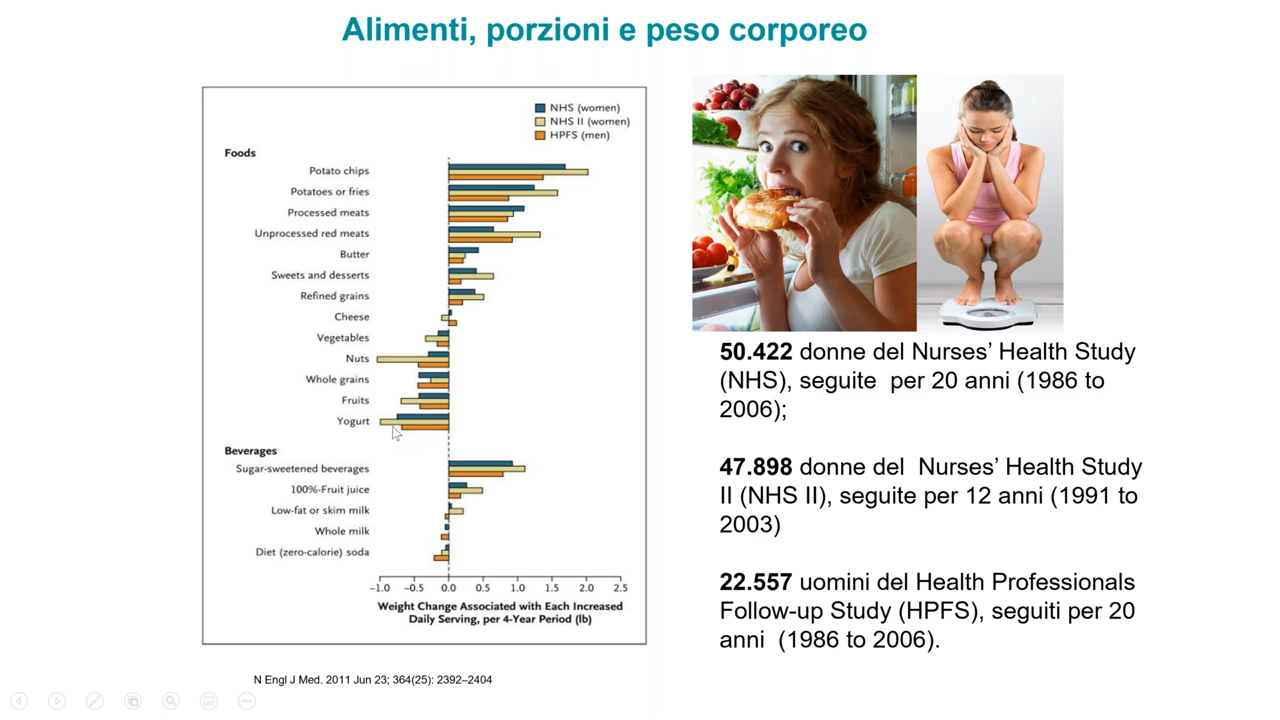 Alimenti, porzioni e peso corporeo
NHS (women)
NHS II (women)
HPFS (men)
Foods
Potato chips
Potatoes or fries
Processed meats
Unprocessed red meats
Butter
Sweets and desserts
Refined grains
Cheese
Vegetables
Nuts
Whole grains
Fruits
Yogurt
Beverages
Sugar-sweetened beverages
100%-Fruit juice
Low-fat or skim milk
Whole milk
Diet (zero-calorie) soda
−1.0 −0.5 0.0 0.5 1.0 1.5 2.0 2.5
Weight Change Associated with Each Increased
Daily Serving, per 4-Year Period (lb)
N Engl J Med. 2011 Jun 23; 364(25): 2392–2404
50.422 donne del Nurses’ Health Study
(NHS), seguite per 20 anni (1986 to
2006);
47.898 donne del Nurses’ Health Study
II (NHS II), seguite per 12 anni (1991 to
2003)
22.557 uomini del Health Professionals
Follow-up Study (HPFS), seguiti per 20
anni (1986 to 2006).